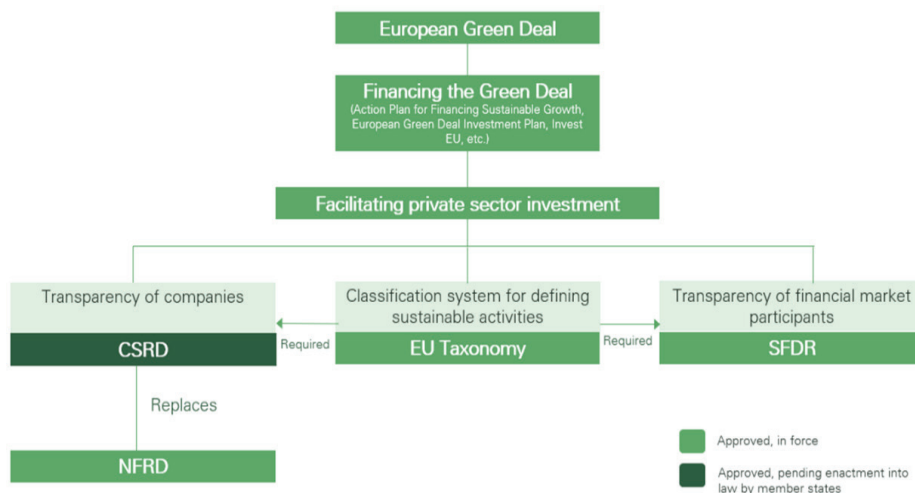 European Green Deal
Financing the Green Deal
(Action Plan for Financing Sustainable Growth,
European Green Deal Investment Plan, Invest
EU, etc.)
Facilitating private sector investment
Transparency of companies
CSRD
Required
Classification system for defining
sustainable activities
EU Taxonomy
Required
Transparency of financial market
participants
SFDR
Replaces
NFRD
Approved, in force
Approved, pending enactment into
law by member states